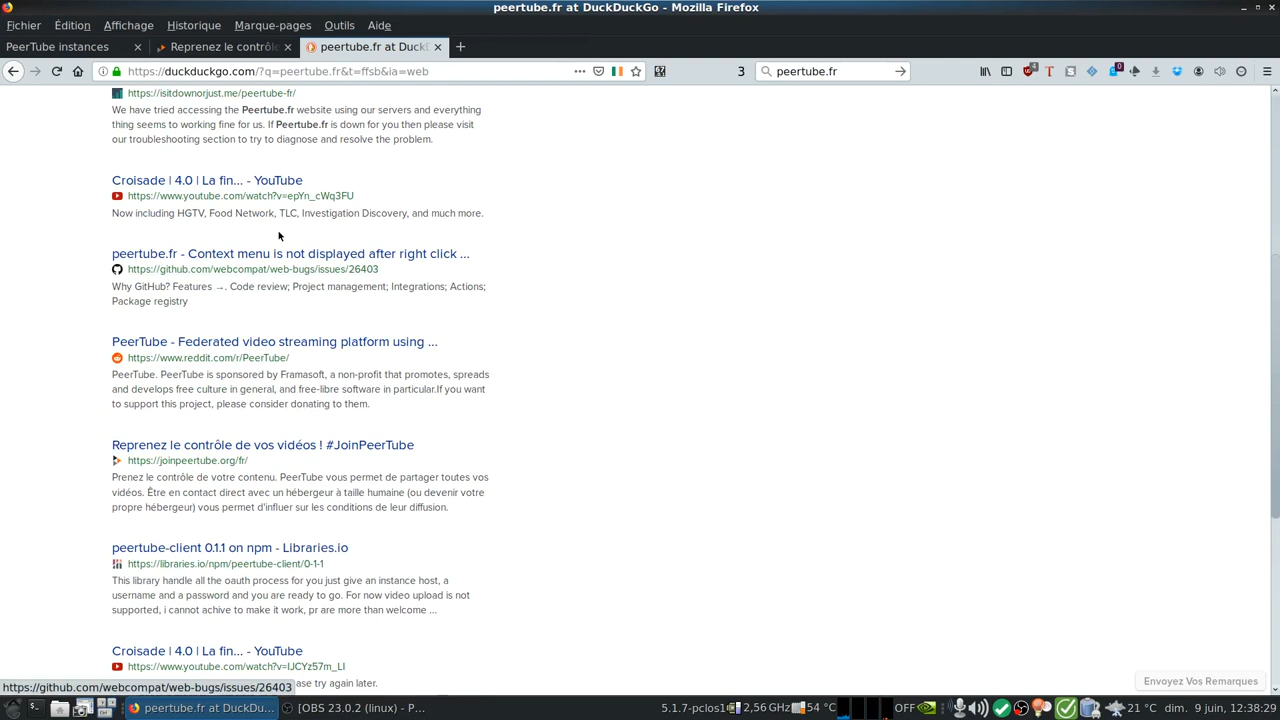 peertube.fr at DuckDuckGo - Mozilla Firefox
Fichier Édition Affichage Historique Marque-pages Outils Aide
PeerTube instances × Reprenez le contrôl × peertube.fr at DuckD × +
https://duckduckgo.com/?q=peertube.fr&t=ffsb&ia=web 3 peertube.fr 4 0
https://isitdownorjust.me/peertube-fr/
We have tried accessing the Peertube.fr website using our servers and everything
thing seems to working fine for us. If Peertube.fr is down for you then please visit
our troubleshooting section to try to diagnose and resolve the problem.
Croisade | 4.0 | La fin... - YouTube
https://www.youtube.com/watch?v=epYn_cWq3FU
Now including HGTV, Food Network, TLC, Investigation Discovery, and much more.
peertube.fr - Context menu is not displayed after right click ...
https://github.com/webcompat/web-bugs/issues/26403
Why GitHub? Features →. Code review; Project management; Integrations; Actions;
Package registry
PeerTube - Federated video streaming platform using ...
https://www.reddit.com/r/PeerTube/
PeerTube. PeerTube is sponsored by Framasoft, a non-profit that promotes, spreads
and develops free culture in general, and free-libre software in particular.If you want
to support this project, please consider donating to them.
Reprenez le contrôle de vos vidéos ! #JoinPeerTube
https://joinpeertube.org/fr/
Prenez le contrôle de votre contenu. PeerTube vous permet de partager toutes vos
vidéos. Être en contact direct avec un hébergeur à taille humaine (ou devenir votre
propre hébergeur) vous permet d'influer sur les conditions de leur diffusion.
peertube-client 0.1.1 on npm - Libraries.io
https://libraries.io/npm/peertube-client/0-1-1
This library handle all the oauth process for you just give an instance host, a
username and a password and you are ready to go. For now video upload is not
supported, i cannot achive to make it work, pr are more than welcome ...
Croisade | 4.0 | La fin... - YouTube
https://www.youtube.com/watch?v=IJCYz57m_LI
ase try again later.
Envoyez Vos Remarques
https://github.com/webcompat/web-bugs/issues/26403
peertube.fr at DuckDu... [OBS 23.0.2 (linux) - P... 5.1.7-pclos1 2,56 GHz 54 °C OFF 21 °C dim. 9 juin, 12:38:29